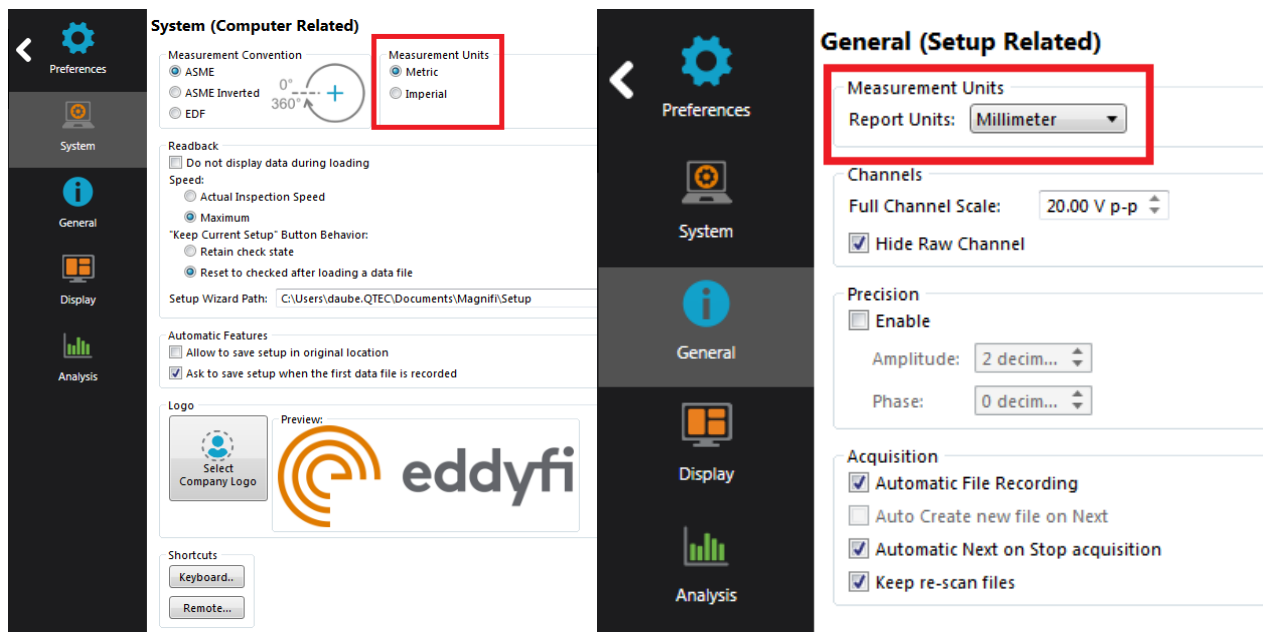 System (Computer Related)
Preferences
System
General
Display
Analysis
Measurement Convention
ASME
ASME Inverted
EDF
0°
360°
Measurement Units
Metric
Imperial
Readback
Do not display data during loading
Speed:
Actual Inspection Speed
Maximum
"Keep Current Setup" Button Behavior:
Retain check state
Reset to checked after loading a data file
Setup Wizard Path: C:\Users\daube.QTEC\Documents\Magnifi\Setup
Automatic Features
Allow to save setup in original location
Ask to save setup when the first data file is recorded
Logo
Select
Company Logo
Preview:
eddyfi
Shortcuts
Keyboard..
Remote...
General (Setup Related)
Preferences
System
General
Display
Analysis
Measurement Units
Report Units: Millimeter
Channels
Full Channel Scale: 20.00 V p-p
Hide Raw Channel
Precision
Enable
Amplitude: 2 decim...
Phase: 0 decim...
Acquisition
Automatic File Recording
Auto Create new file on Next
Automatic Next on Stop acquisition
Keep re-scan files